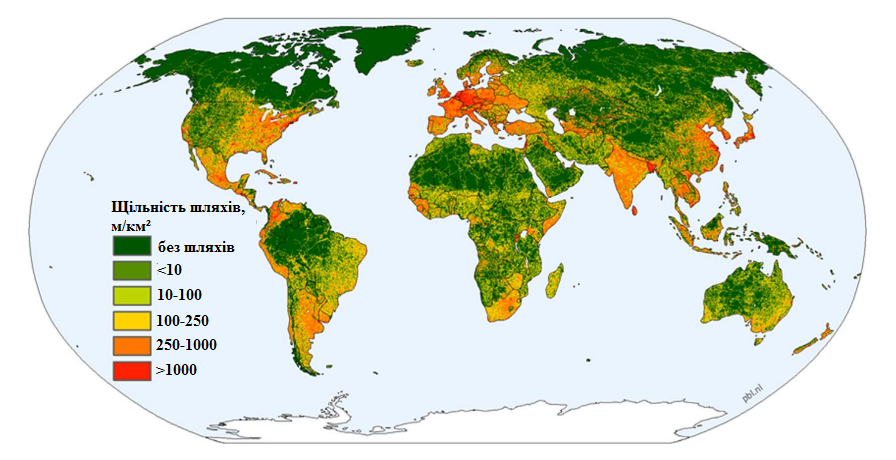 Щільність шляхів,
м/км²
без шляхів
<10
10-100
100-250
250-1000
>1000
pbl.nl